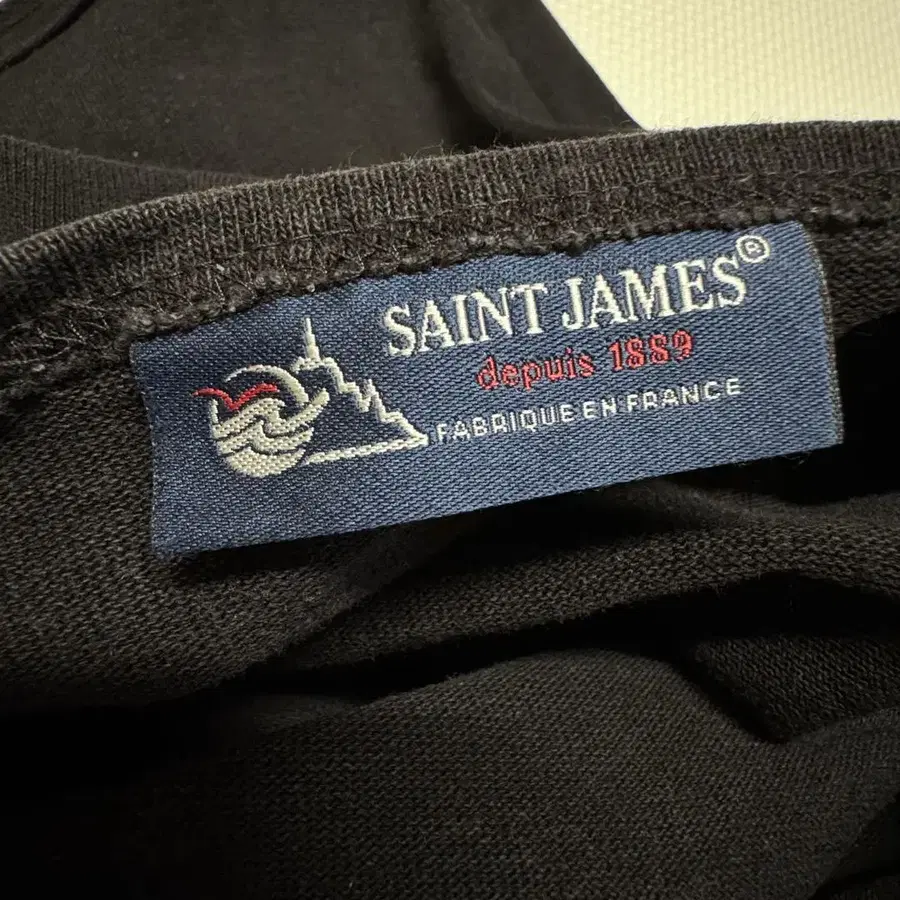 SAINT JAMES®
depuis 1889
FABRIQUE EN FRANCE